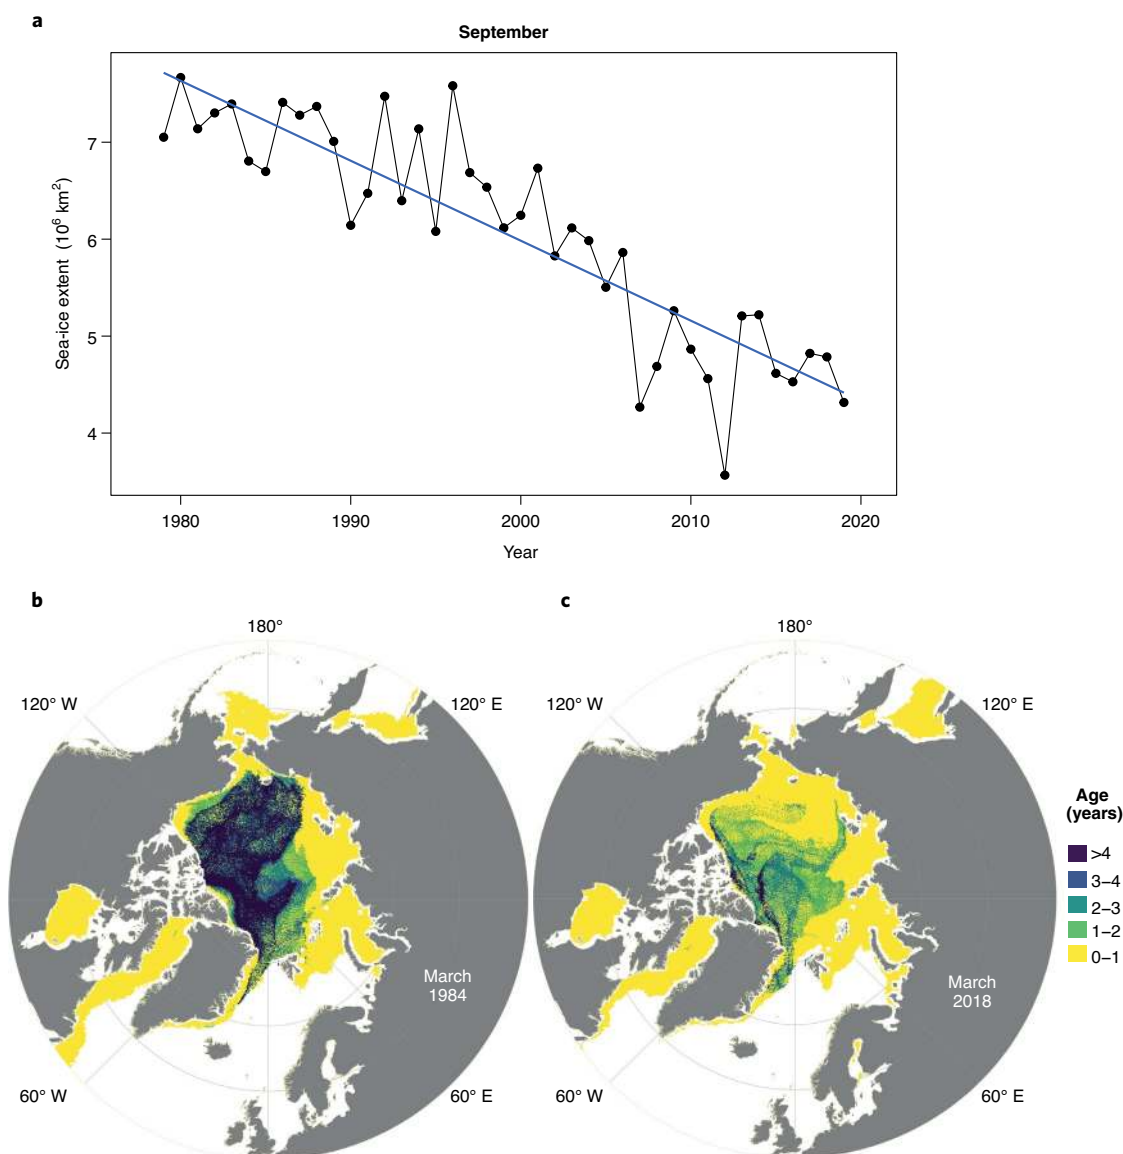 a
September
7
6
5
4
Sea-ice extent (10⁶ km²)
1980 1990 2000 2010 2020
Year
b
c
180°
180°
120° W
120° E
120° W
120° E
March
1984
March
2018
60° W
60° E
60° W
60° E
Age
(years)
>4
3–4
2–3
1–2
0–1